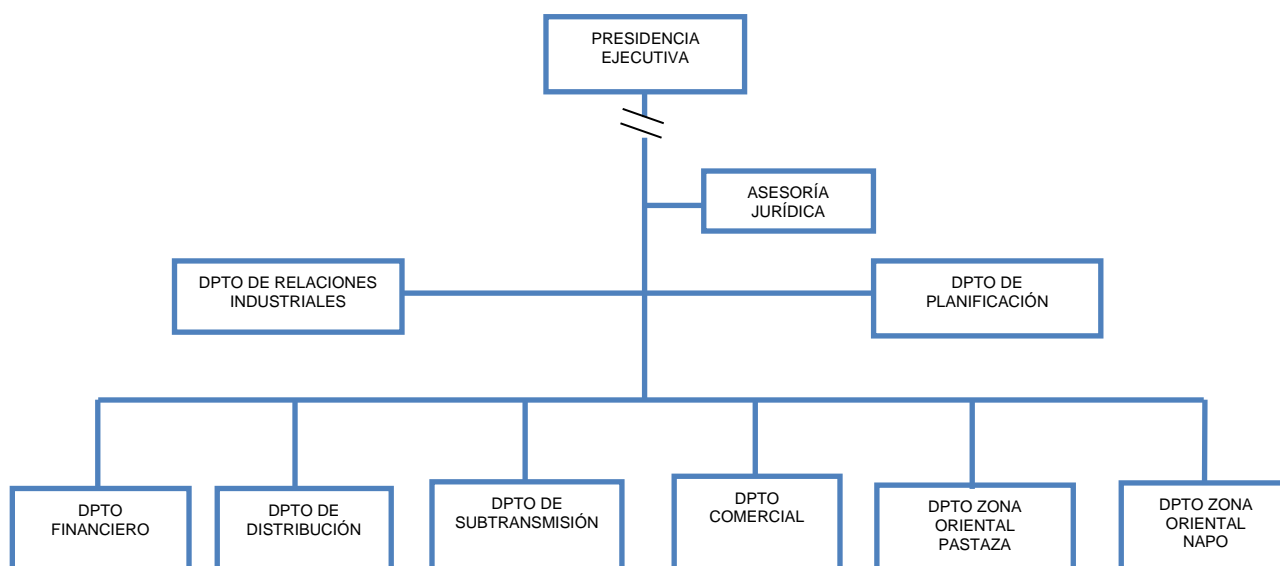 PRESIDENCIA
EJECUTIVA
ASESORÍA
JURÍDICA
DPTO DE RELACIONES
INDUSTRIALES
DPTO DE
PLANIFICACIÓN
DPTO
FINANCIERO
DPTO DE
DISTRIBUCIÓN
DPTO DE
SUBTRANSMISIÓN
DPTO
COMERCIAL
DPTO ZONA
ORIENTAL
PASTAZA
DPTO ZONA
ORIENTAL
NAPO